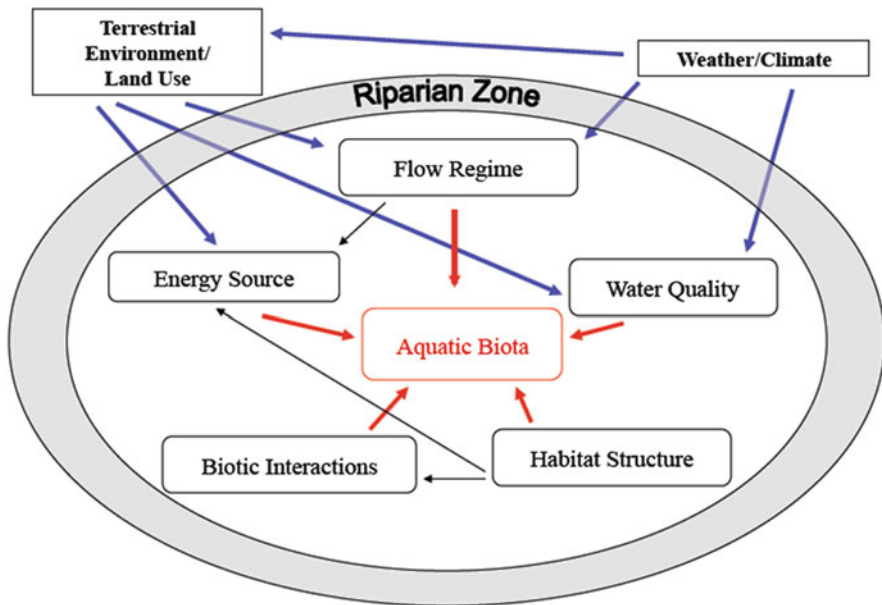 Terrestrial
Environment/
Land Use
Weather/Climate
Riparian Zone
Flow Regime
Energy Source
Water Quality
Aquatic Biota
Biotic Interactions
Habitat Structure